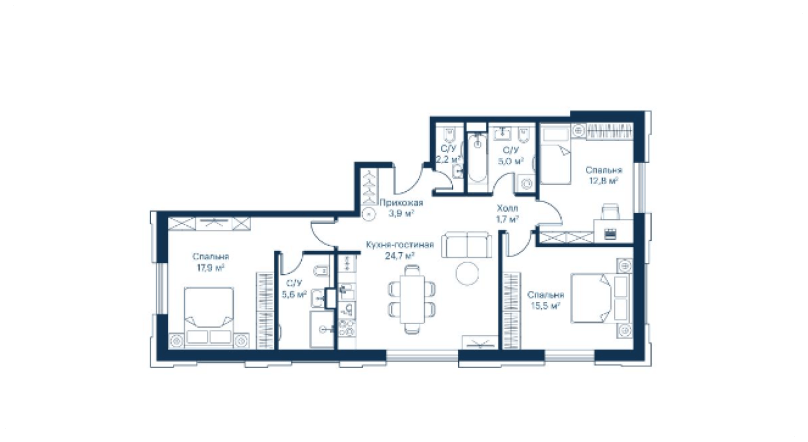 С/У
2.2 м²
С/У
5,0 м²
Спальня
12,8 м²
Прихожая
3,9 м²
Холл
1,7 м²
Спальня
17,9 м²
Кухня-гостиная
24,7 м²
С/У
5,6 м²
Спальня
15,5 м²